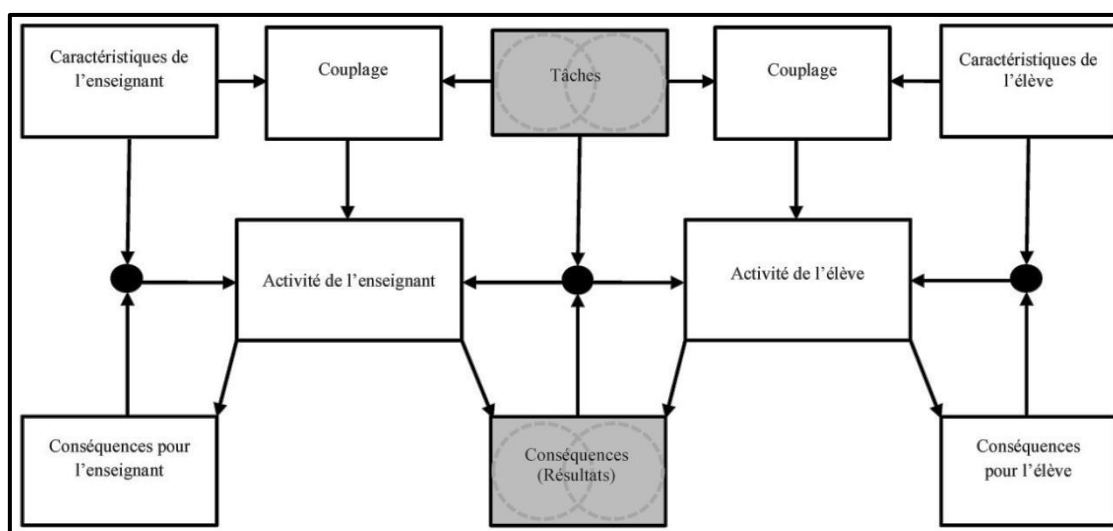 Caractéristiques de
l’enseignant
Couplage
Tâches
Couplage
Caractéristiques de
l’élève
Activité de l’enseignant
Activité de l’élève
Conséquences pour
l’enseignant
Conséquences
(Résultats)
Conséquences
pour l’élève